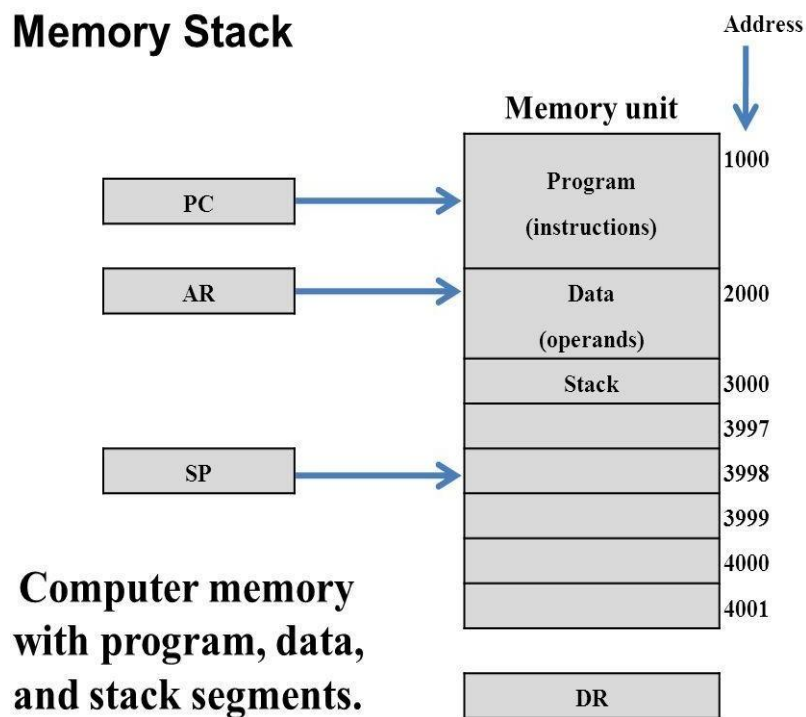 Memory Stack
Address
Memory unit
1000
PC
Program
(instructions)
AR
Data
2000
(operands)
Stack
3000
3997
SP
3998
3999
4000
4001
Computer memory
with program, data,
and stack segments.
DR